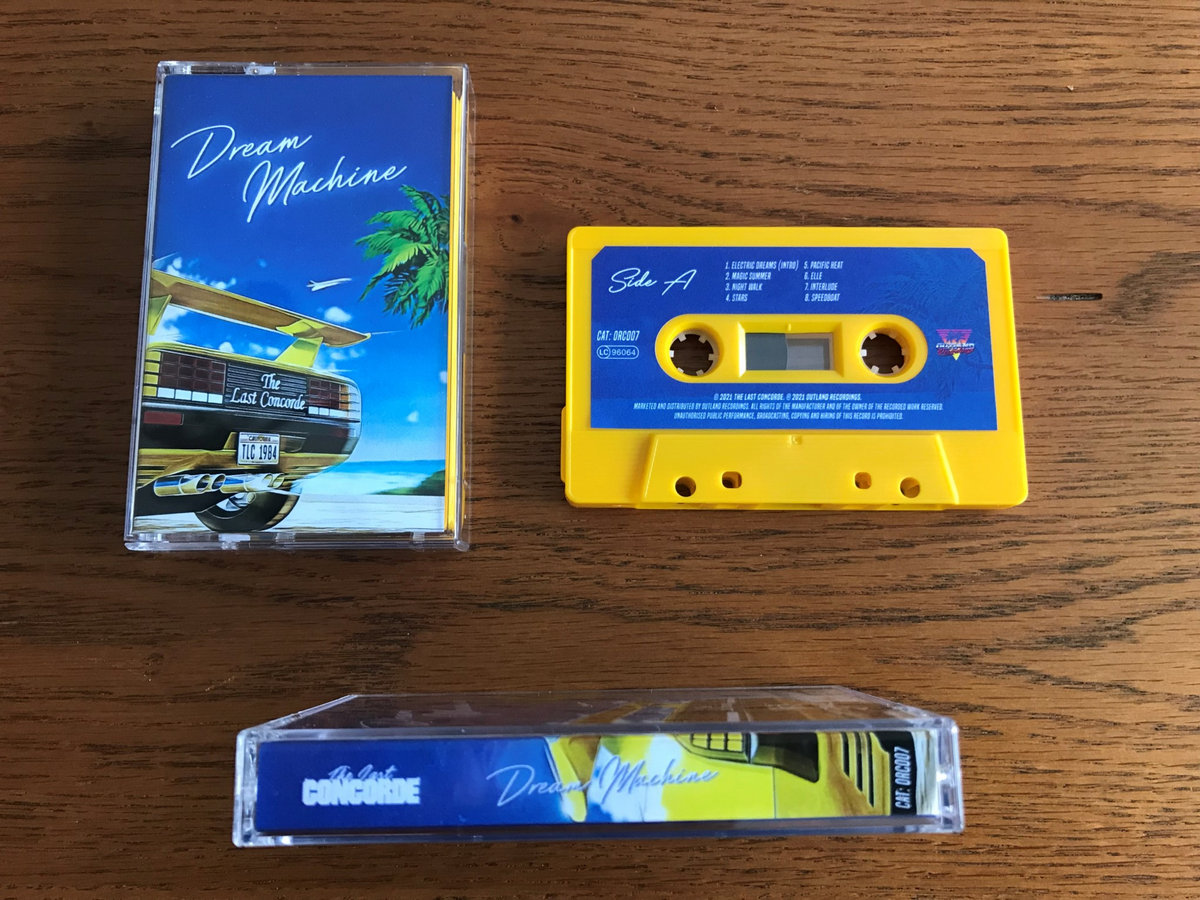 Dream
Machine
The
Last Concorde
CALIFORNIA
TLC 1984
Side A
1. ELECTRIC DREAMS (INTRO)
2. MAGIC SUMMER
3. NIGHT WALK
4. STARS
5. PACIFIC HEAT
6. ELLE
7. INTERLUDE
8. SPEEDBOAT
CAT: ORC007
LC 96064
OUTLAND
℗ 2021 THE LAST CONCORDE. © 2021 OUTLAND RECORDINGS.
MARKETED AND DISTRIBUTED BY OUTLAND RECORDINGS. ALL RIGHTS OF THE MANUFACTURER AND OF THE OWNER OF THE RECORDED WORK RESERVED.
UNAUTHORISED PUBLIC PERFORMANCE, BROADCASTING, COPYING AND HIRING OF THIS RECORD IS PROHIBITED.
The Last
CONCORDE
Dream Machine
CAT: ORC007